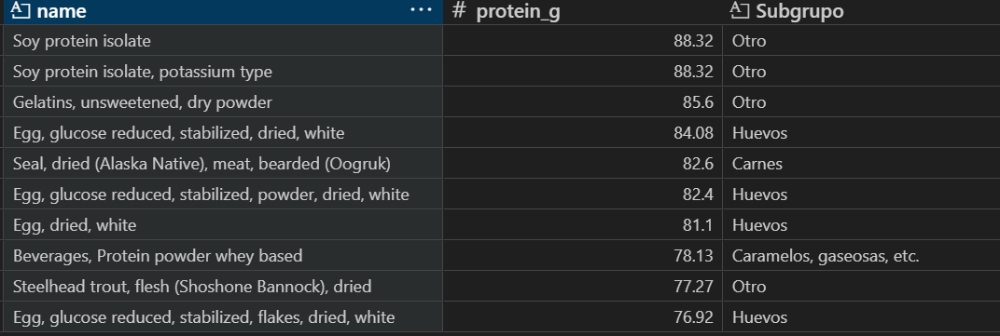 name ··· # protein_g Subgrupo
Soy protein isolate 88.32 Otro
Soy protein isolate, potassium type 88.32 Otro
Gelatins, unsweetened, dry powder 85.6 Otro
Egg, glucose reduced, stabilized, dried, white 84.08 Huevos
Seal, dried (Alaska Native), meat, bearded (Oogruk) 82.6 Carnes
Egg, glucose reduced, stabilized, powder, dried, white 82.4 Huevos
Egg, dried, white 81.1 Huevos
Beverages, Protein powder whey based 78.13 Caramelos, gaseosas, etc.
Steelhead trout, flesh (Shoshone Bannock), dried 77.27 Otro
Egg, glucose reduced, stabilized, flakes, dried, white 76.92 Huevos